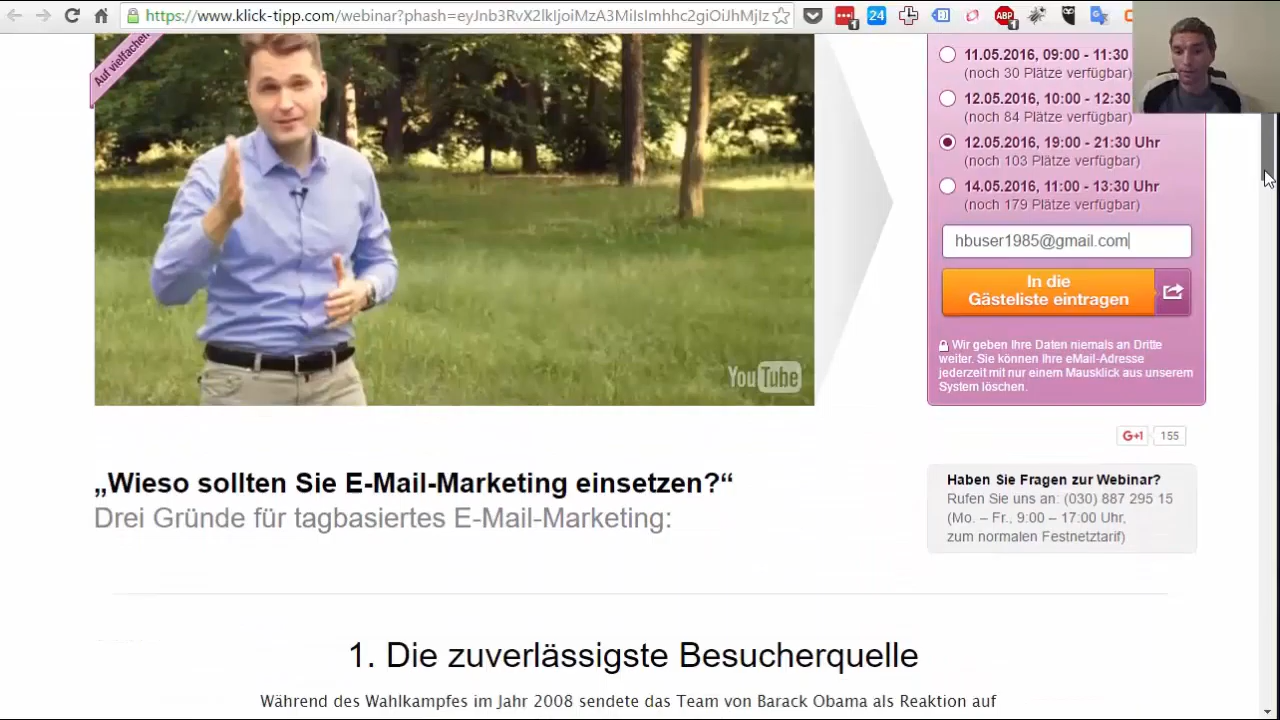 https://www.klick-tipp.com/webinar?phash=eyJnb3RvX2lkIjoiMzA3MiIsImhhc2giOiJhMjIz
1
24
ABP
1
Auf vielfachen
YouTube
11.05.2016, 09:00 - 11:30
(noch 30 Plätze verfügbar)
12.05.2016, 10:00 - 12:30
(noch 84 Plätze verfügbar)
12.05.2016, 19:00 - 21:30 Uhr
(noch 103 Plätze verfügbar)
14.05.2016, 11:00 - 13:30 Uhr
(noch 179 Plätze verfügbar)
hbuser1985@gmail.com
In die
Gästeliste eintragen
Wir geben Ihre Daten niemals an Dritte
weiter. Sie können Ihre eMail-Adresse
jederzeit mit nur einem Mausklick aus unserem
System löschen.
G+1 155
„Wieso sollten Sie E-Mail-Marketing einsetzen?“
Drei Gründe für tagbasiertes E-Mail-Marketing:
Haben Sie Fragen zur Webinar?
Rufen Sie uns an: (030) 887 295 15
(Mo. – Fr., 9:00 – 17:00 Uhr,
zum normalen Festnetztarif)
1. Die zuverlässigste Besucherquelle
Während des Wahlkampfes im Jahr 2008 sendete das Team von Barack Obama als Reaktion auf